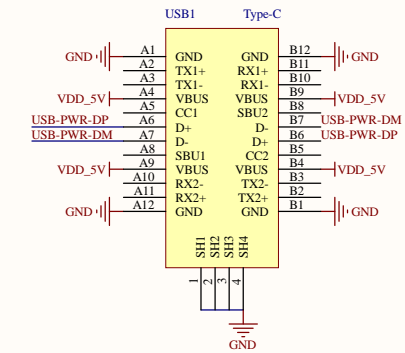 USB1 Type-C
GND A1 GND GND B12 GND
A2 TX1+ RX1+ B11
A3 TX1- RX1- B10
VDD_5V A4 VBUS VBUS B9 VDD_5V
A5 CC1 SBU2 B8
USB-PWR-DP A6 D+ D- B7 USB-PWR-DM
USB-PWR-DM A7 D- D+ B6 USB-PWR-DP
A8 SBU1 CC2 B5
VDD_5V A9 VBUS VBUS B4 VDD_5V
A10 RX2- TX2- B3
A11 RX2+ TX2+ B2
GND A12 GND GND B1 GND
SH1 SH2 SH3 SH4
1 2 3 4
GND